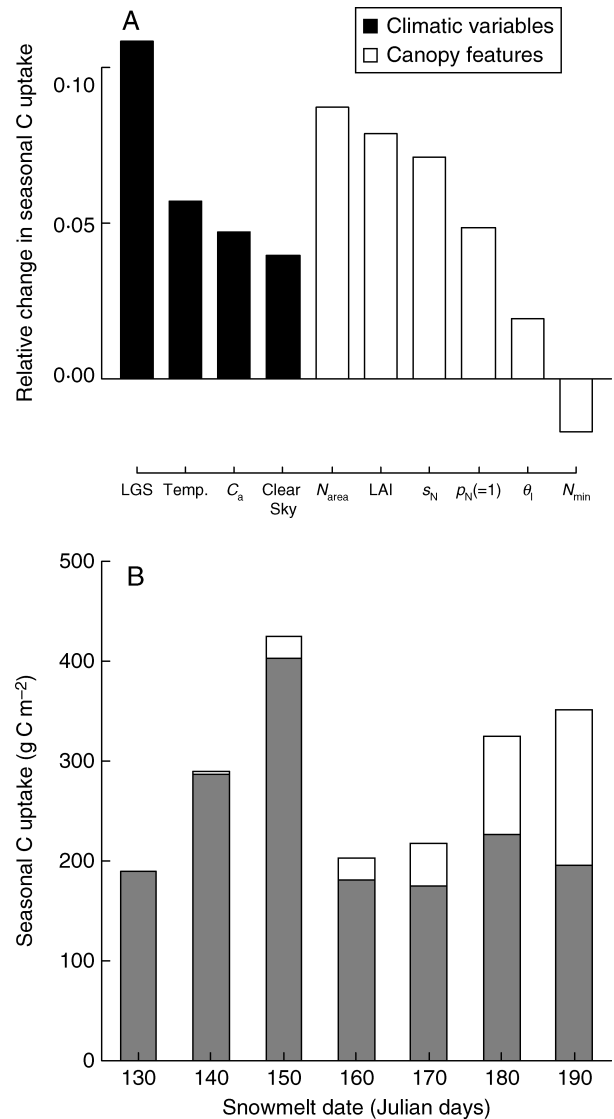 A
Climatic variables
Canopy features
Relative change in seasonal C uptake
0·10
0·05
0·00
LGS Temp. Ca Clear Sky Narea LAI sN pN(=1) θl Nmin
B
Seasonal C uptake (g C m−2)
500
400
300
200
100
0
130 140 150 160 170 180 190
Snowmelt date (Julian days)